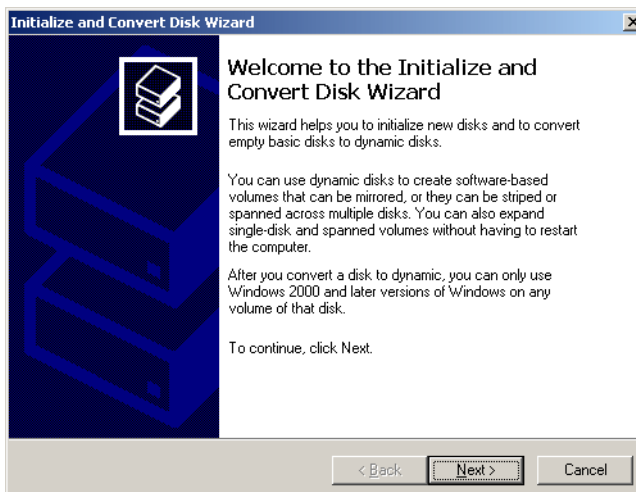 Initialize and Convert Disk Wizard
Welcome to the Initialize and
Convert Disk Wizard
This wizard helps you to initialize new disks and to convert
empty basic disks to dynamic disks.
You can use dynamic disks to create software-based
volumes that can be mirrored, or they can be striped or
spanned across multiple disks. You can also expand
single-disk and spanned volumes without having to restart
the computer.
After you convert a disk to dynamic, you can only use
Windows 2000 and later versions of Windows on any
volume of that disk.
To continue, click Next.
< Back Next > Cancel